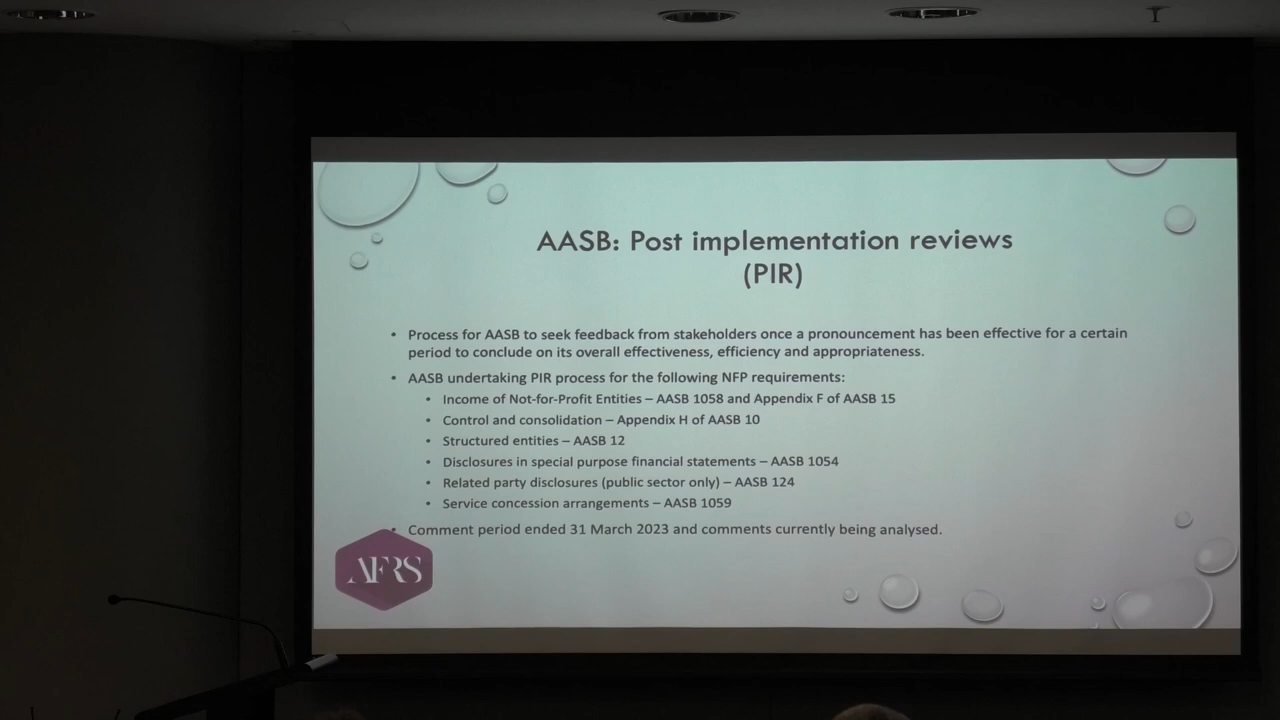 AASB: Post implementation reviews
(PIR)
• Process for AASB to seek feedback from stakeholders once a pronouncement has been effective for a certain
period to conclude on its overall effectiveness, efficiency and appropriateness.
• AASB undertaking PIR process for the following NFP requirements:
• Income of Not-for-Profit Entities – AASB 1058 and Appendix F of AASB 15
• Control and consolidation – Appendix H of AASB 10
• Structured entities – AASB 12
• Disclosures in special purpose financial statements – AASB 1054
• Related party disclosures (public sector only) – AASB 124
• Service concession arrangements – AASB 1059
• Comment period ended 31 March 2023 and comments currently being analysed.
AFRS